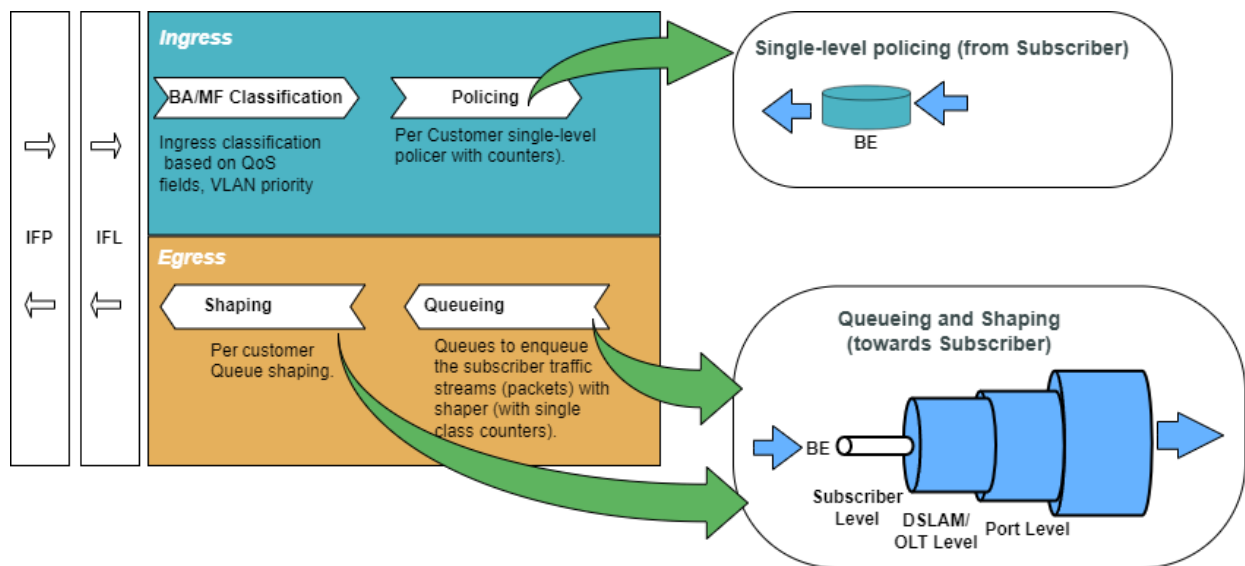 IFP
IFL
Ingress
BA/MF Classification
Ingress classification
based on QoS
fields, VLAN priority
Policing
Per Customer single-level
policer with counters).
Egress
Shaping
Per customer
Queue shaping.
Queueing
Queues to enqueue
the subscriber traffic
streams (packets) with
shaper (with single
class counters).
Single-level policing (from Subscriber)
BE
Queueing and Shaping
(towards Subscriber)
BE
Subscriber
Level
DSLAM/
OLT Level
Port Level